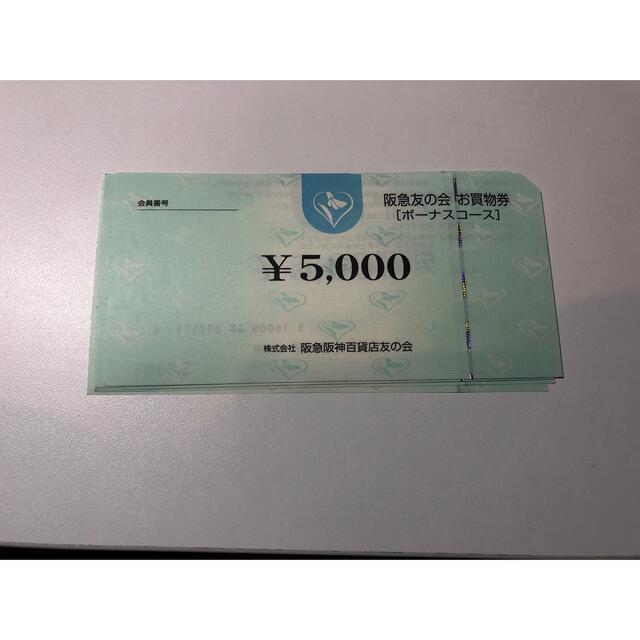 会員番号
阪急友の会 お買物券
[ボーナスコース]
¥5,000
株式会社 阪急阪神百貨店友の会